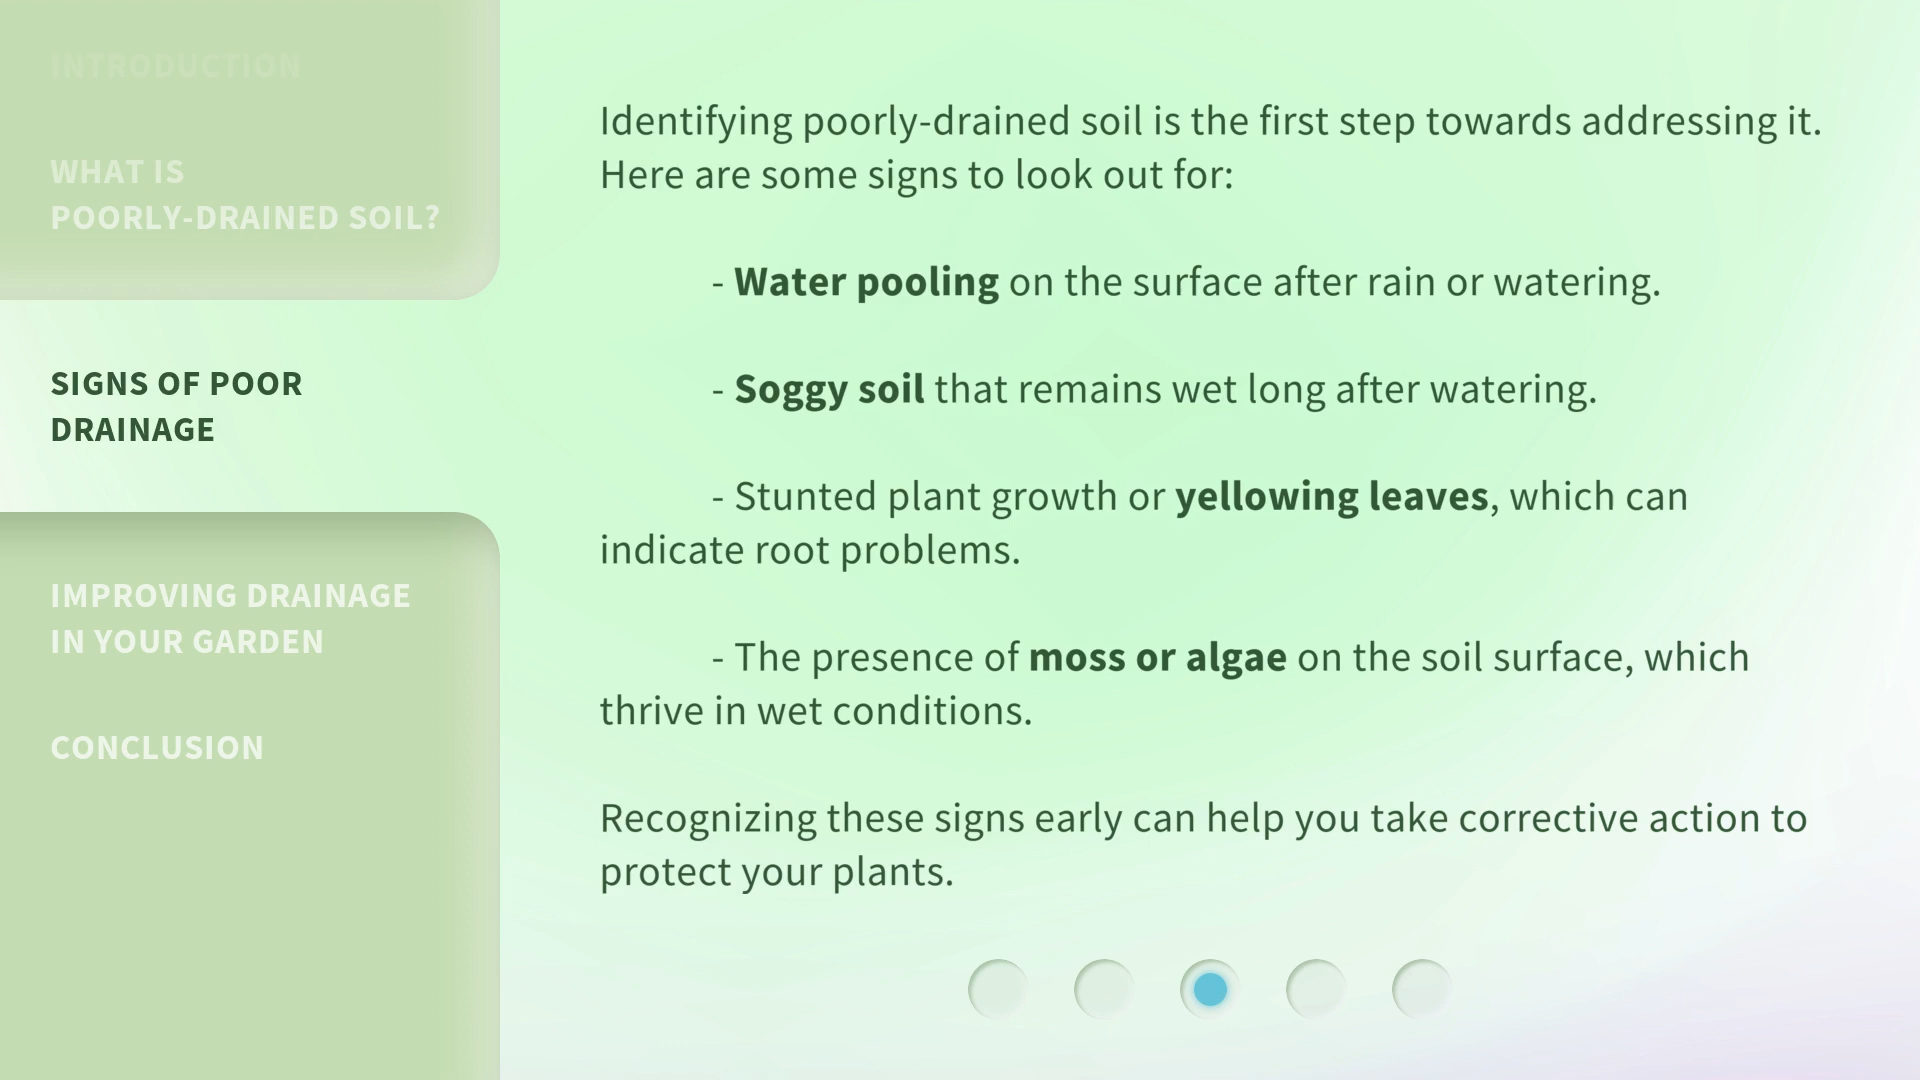 INTRODUCTION
WHAT IS
POORLY-DRAINED SOIL?
SIGNS OF POOR
DRAINAGE
IMPROVING DRAINAGE
IN YOUR GARDEN
CONCLUSION
Identifying poorly-drained soil is the first step towards addressing it.
Here are some signs to look out for:
- Water pooling on the surface after rain or watering.
- Soggy soil that remains wet long after watering.
- Stunted plant growth or yellowing leaves, which can
indicate root problems.
- The presence of moss or algae on the soil surface, which
thrive in wet conditions.
Recognizing these signs early can help you take corrective action to
protect your plants.